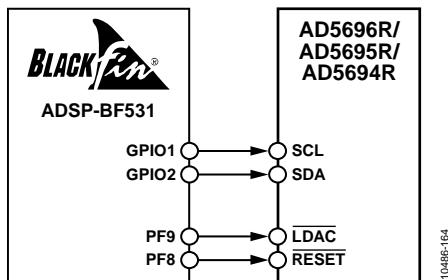 BLACKfin®
ADSP-BF531
AD5696R/
AD5695R/
AD5694R
GPIO1 SCL
GPIO2 SDA
PF9 LDAC
PF8 RESET
10486-164